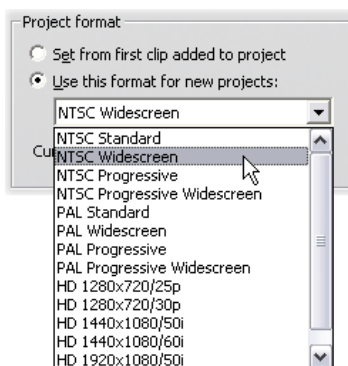 Project format
Set from first clip added to project
Use this format for new projects:
NTSC Widescreen
NTSC Standard
Cu
NTSC Widescreen
NTSC Progressive
NTSC Progressive Widescreen
PAL Standard
PAL Widescreen
PAL Progressive
PAL Progressive Widescreen
HD 1280x720/25p
HD 1280x720/30p
HD 1440x1080/50i
HD 1440x1080/60i
HD 1920x1080/50i